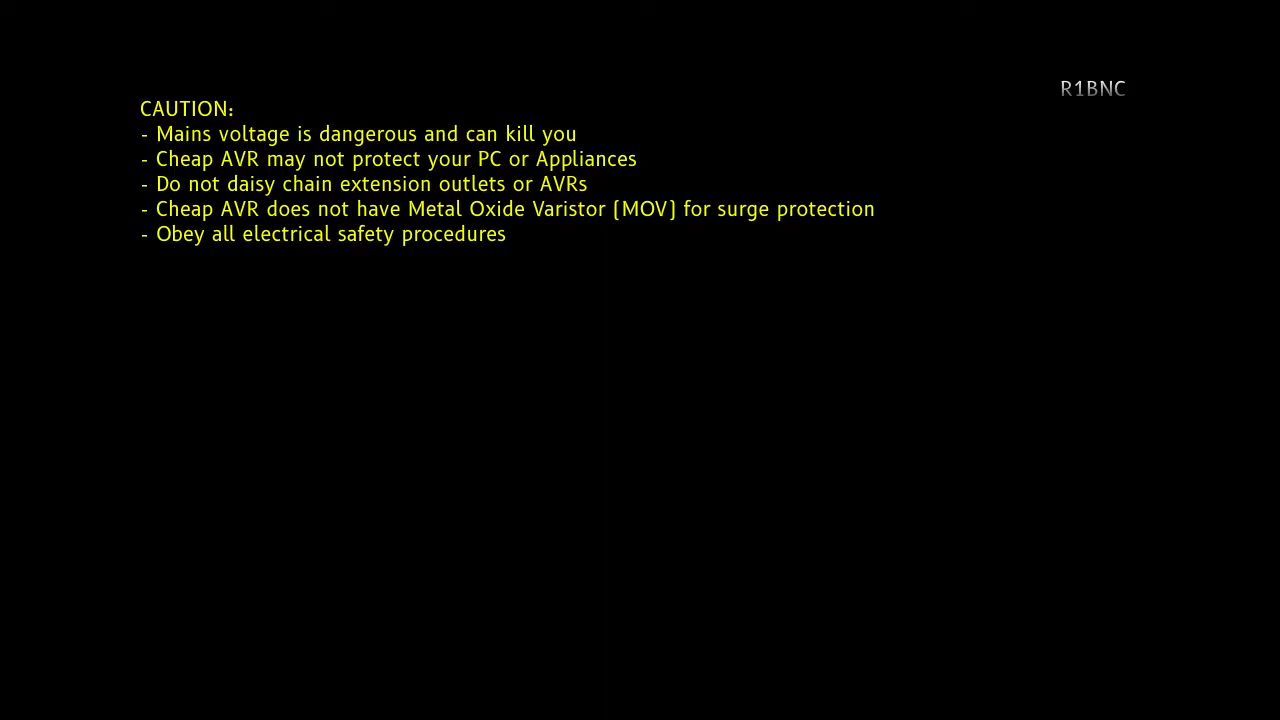 R1BNC
CAUTION:
- Mains voltage is dangerous and can kill you
- Cheap AVR may not protect your PC or Appliances
- Do not daisy chain extension outlets or AVRs
- Cheap AVR does not have Metal Oxide Varistor (MOV) for surge protection
- Obey all electrical safety procedures